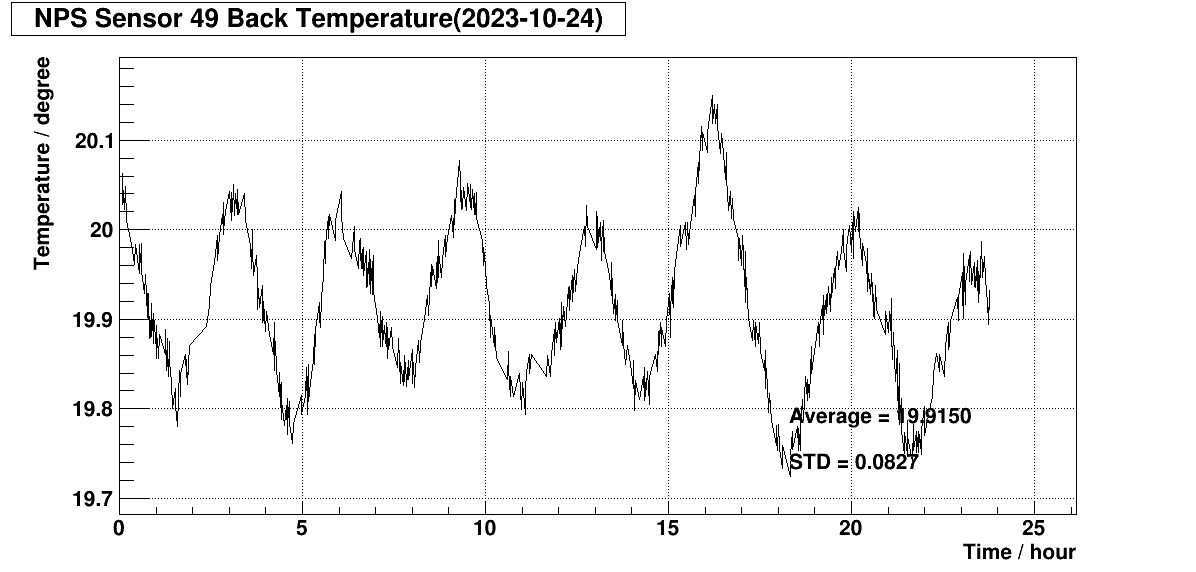 NPS Sensor 49 Back Temperature(2023-10-24)
Temperature / degree
20.1
20
19.9
19.8
19.7
Average = 19.9150
STD = 0.0827
0 5 10 15 20 25
Time / hour